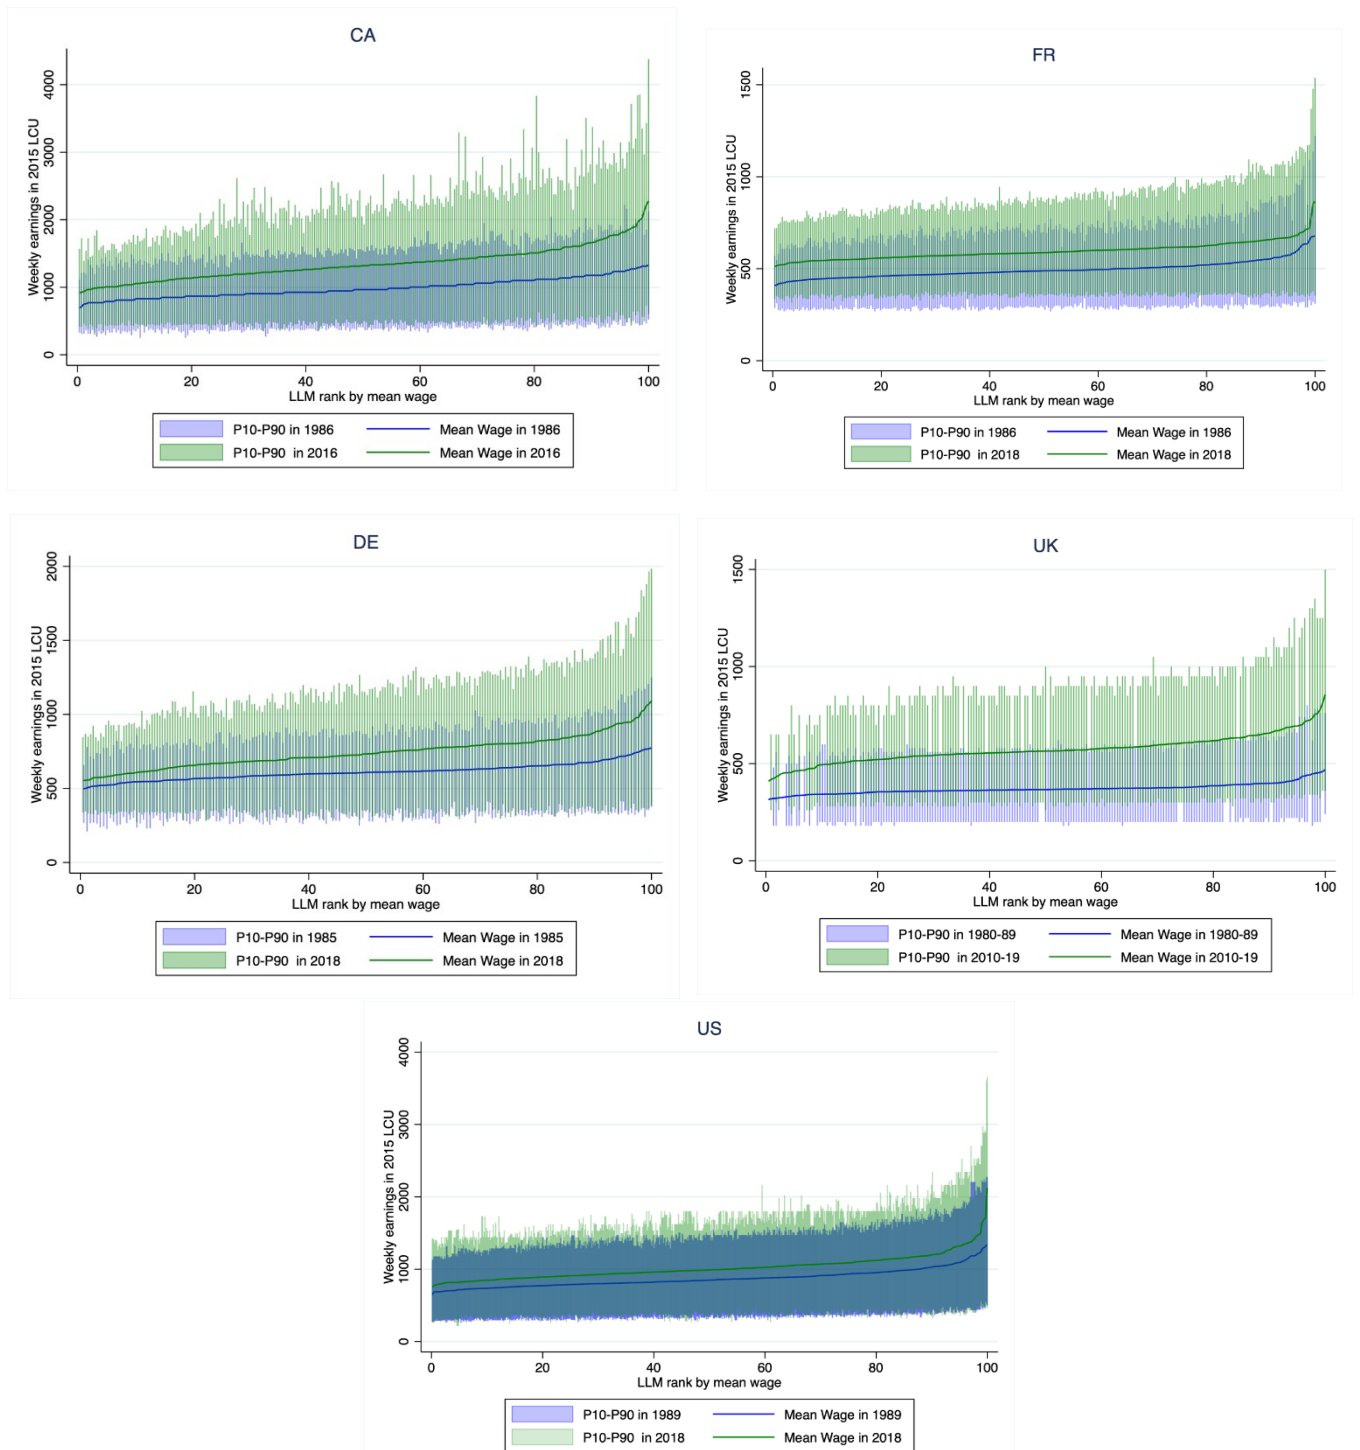 CA
Weekly earnings in 2015 LCU
4000
3000
2000
1000
0
0 20 40 60 80 100
LLM rank by mean wage
P10-P90 in 1986 Mean Wage in 1986
P10-P90 in 2016 Mean Wage in 2016
FR
Weekly earnings in 2015 LCU
1500
1000
500
0
0 20 40 60 80 100
LLM rank by mean wage
P10-P90 in 1986 Mean Wage in 1986
P10-P90 in 2018 Mean Wage in 2018
DE
Weekly earnings in 2015 LCU
2000
1500
1000
500
0
0 20 40 60 80 100
LLM rank by mean wage
P10-P90 in 1985 Mean Wage in 1985
P10-P90 in 2018 Mean Wage in 2018
UK
Weekly earnings in 2015 LCU
1500
1000
500
0
0 20 40 60 80 100
LLM rank by mean wage
P10-P90 in 1980-89 Mean Wage in 1980-89
P10-P90 in 2010-19 Mean Wage in 2010-19
US
Weekly earnings in 2015 LCU
4000
3000
2000
1000
0
0 20 40 60 80 100
LLM rank by mean wage
P10-P90 in 1989 Mean Wage in 1989
P10-P90 in 2018 Mean Wage in 2018